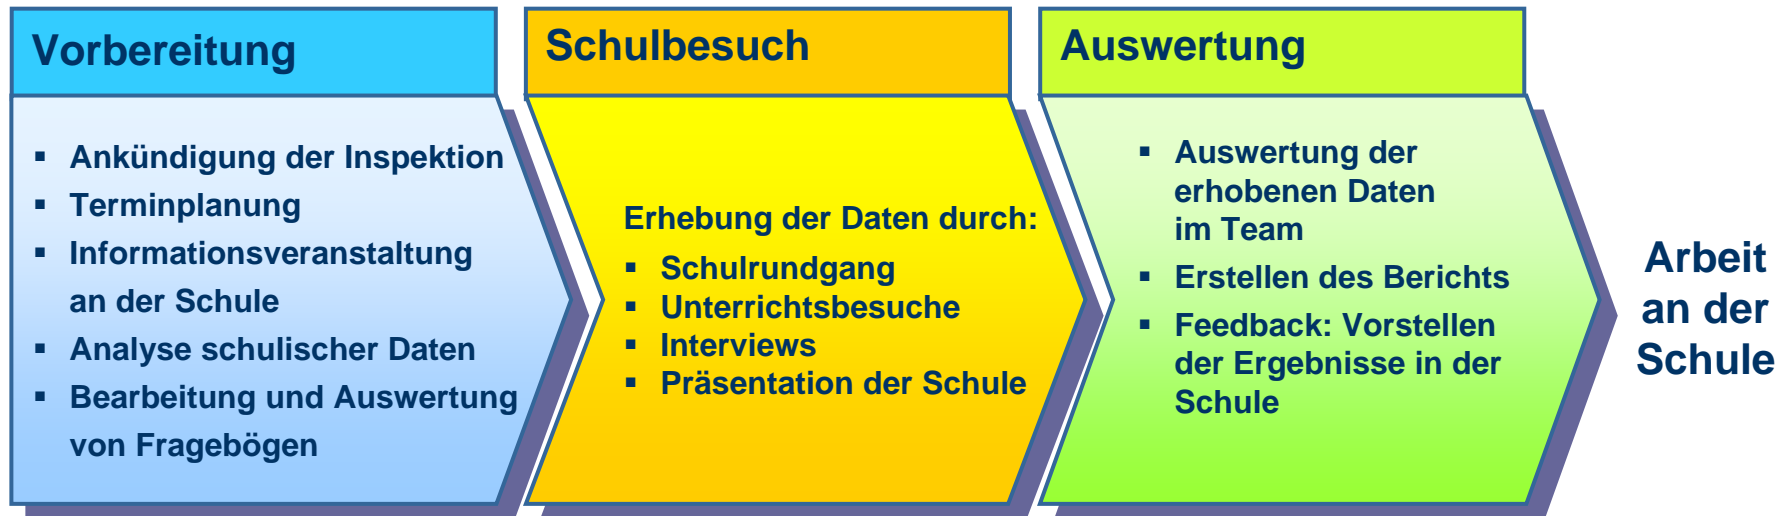 Vorbereitung
▪ Ankündigung der Inspektion
▪ Terminplanung
▪ Informationsveranstaltung
an der Schule
▪ Analyse schulischer Daten
▪ Bearbeitung und Auswertung
von Fragebögen
Schulbesuch
Erhebung der Daten durch:
▪ Schulrundgang
▪ Unterrichtsbesuche
▪ Interviews
▪ Präsentation der Schule
Auswertung
▪ Auswertung der
erhobenen Daten
im Team
▪ Erstellen des Berichts
▪ Feedback: Vorstellen
der Ergebnisse in der
Schule
Arbeit
an der
Schule